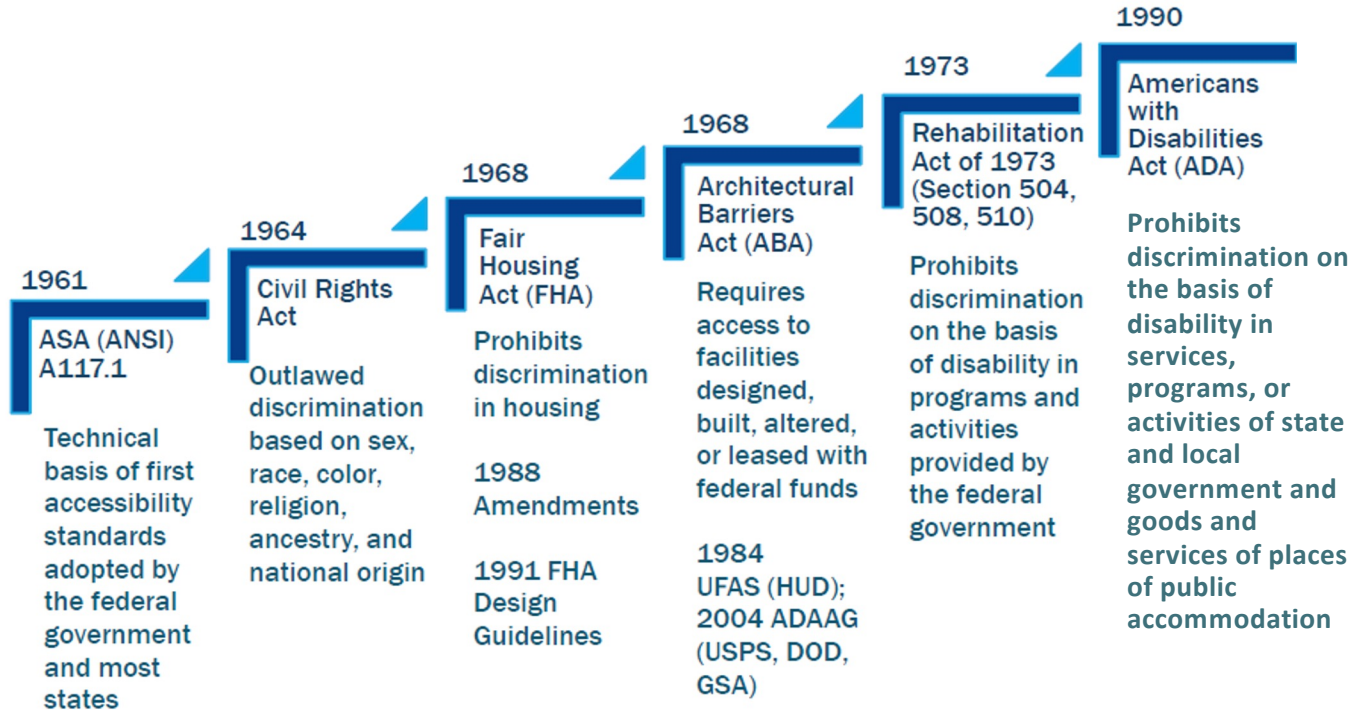 1961
ASA (ANSI)
A117.1
Technical
basis of first
accessibility
standards
adopted by
the federal
government
and most
states
1964
Civil Rights
Act
Outlawed
discrimination
based on sex,
race, color,
religion,
ancestry, and
national origin
1968
Fair
Housing
Act (FHA)
Prohibits
discrimination
in housing
1988
Amendments
1991 FHA
Design
Guidelines
1968
Architectural
Barriers
Act (ABA)
Requires
access to
facilities
designed,
built, altered,
or leased with
federal funds
1984
UFAS (HUD);
2004 ADAAG
(USPS, DOD,
GSA)
1973
Rehabilitation
Act of 1973
(Section 504,
508, 510)
Prohibits
discrimination
on the basis
of disability in
programs and
activities
provided by
the federal
government
1990
Americans
with
Disabilities
Act (ADA)
Prohibits
discrimination on
the basis of
disability in
services,
programs, or
activities of state
and local
government and
goods and
services of places
of public
accommodation